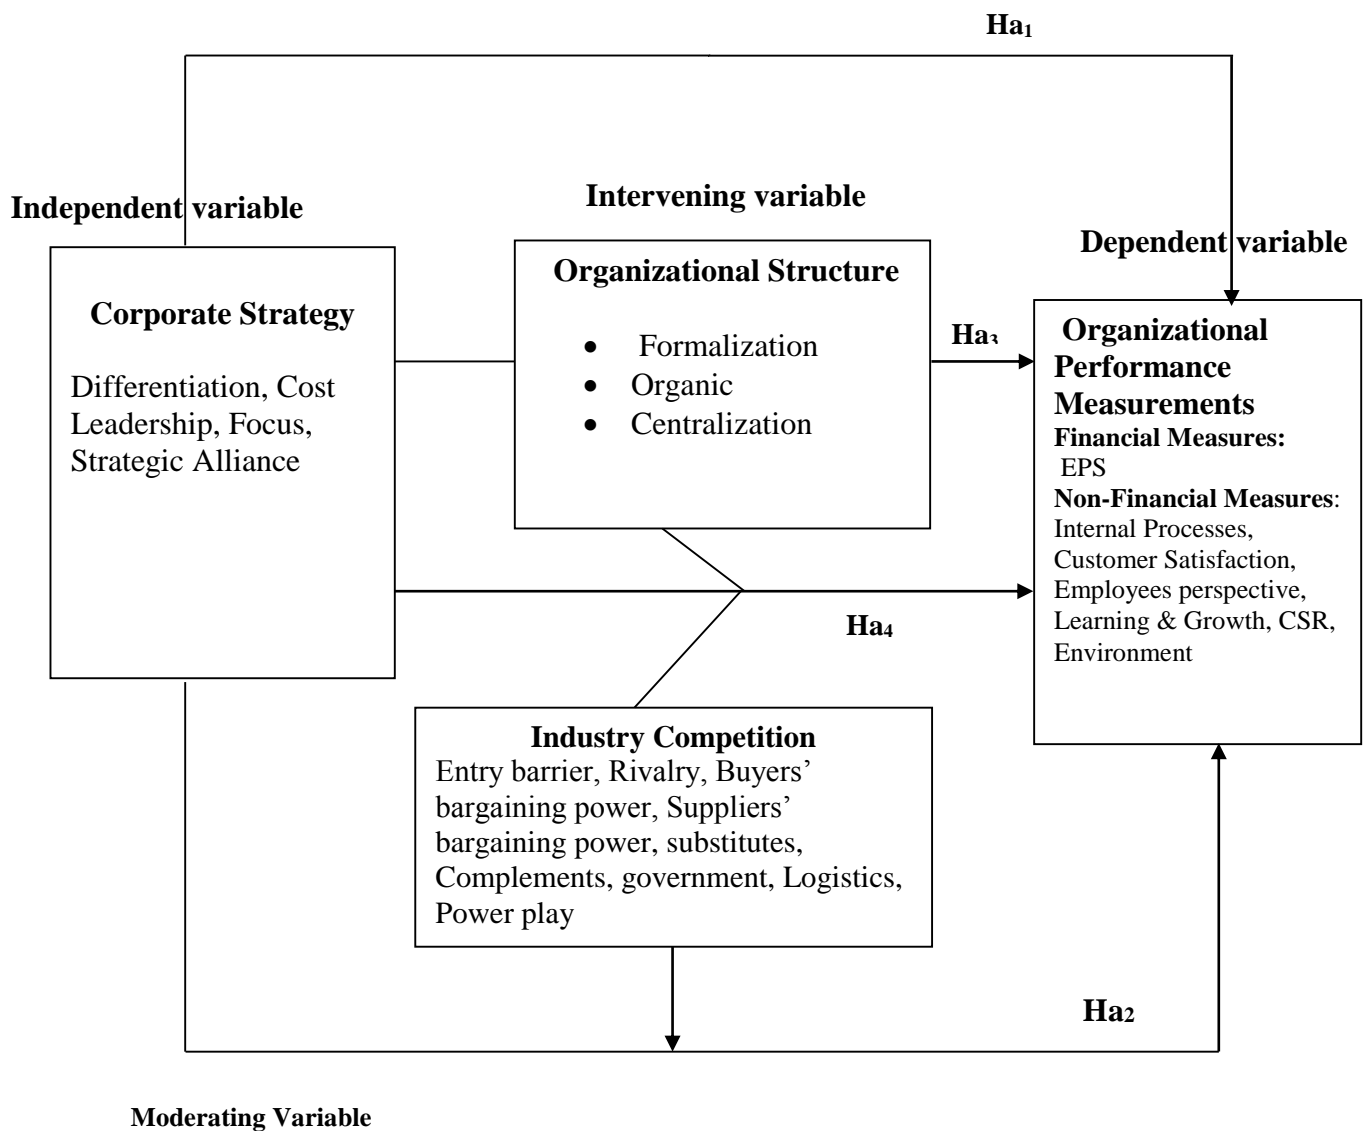 Ha1
Independent variable
Intervening variable
Dependent variable
Corporate Strategy
Differentiation, Cost
Leadership, Focus,
Strategic Alliance
Organizational Structure
• Formalization
• Organic
• Centralization
Ha3
Organizational
Performance
Measurements
Financial Measures:
EPS
Non-Financial Measures:
Internal Processes,
Customer Satisfaction,
Employees perspective,
Learning & Growth, CSR,
Environment
Ha4
Industry Competition
Entry barrier, Rivalry, Buyers’
bargaining power, Suppliers’
bargaining power, substitutes,
Complements, government, Logistics,
Power play
Ha2
Moderating Variable